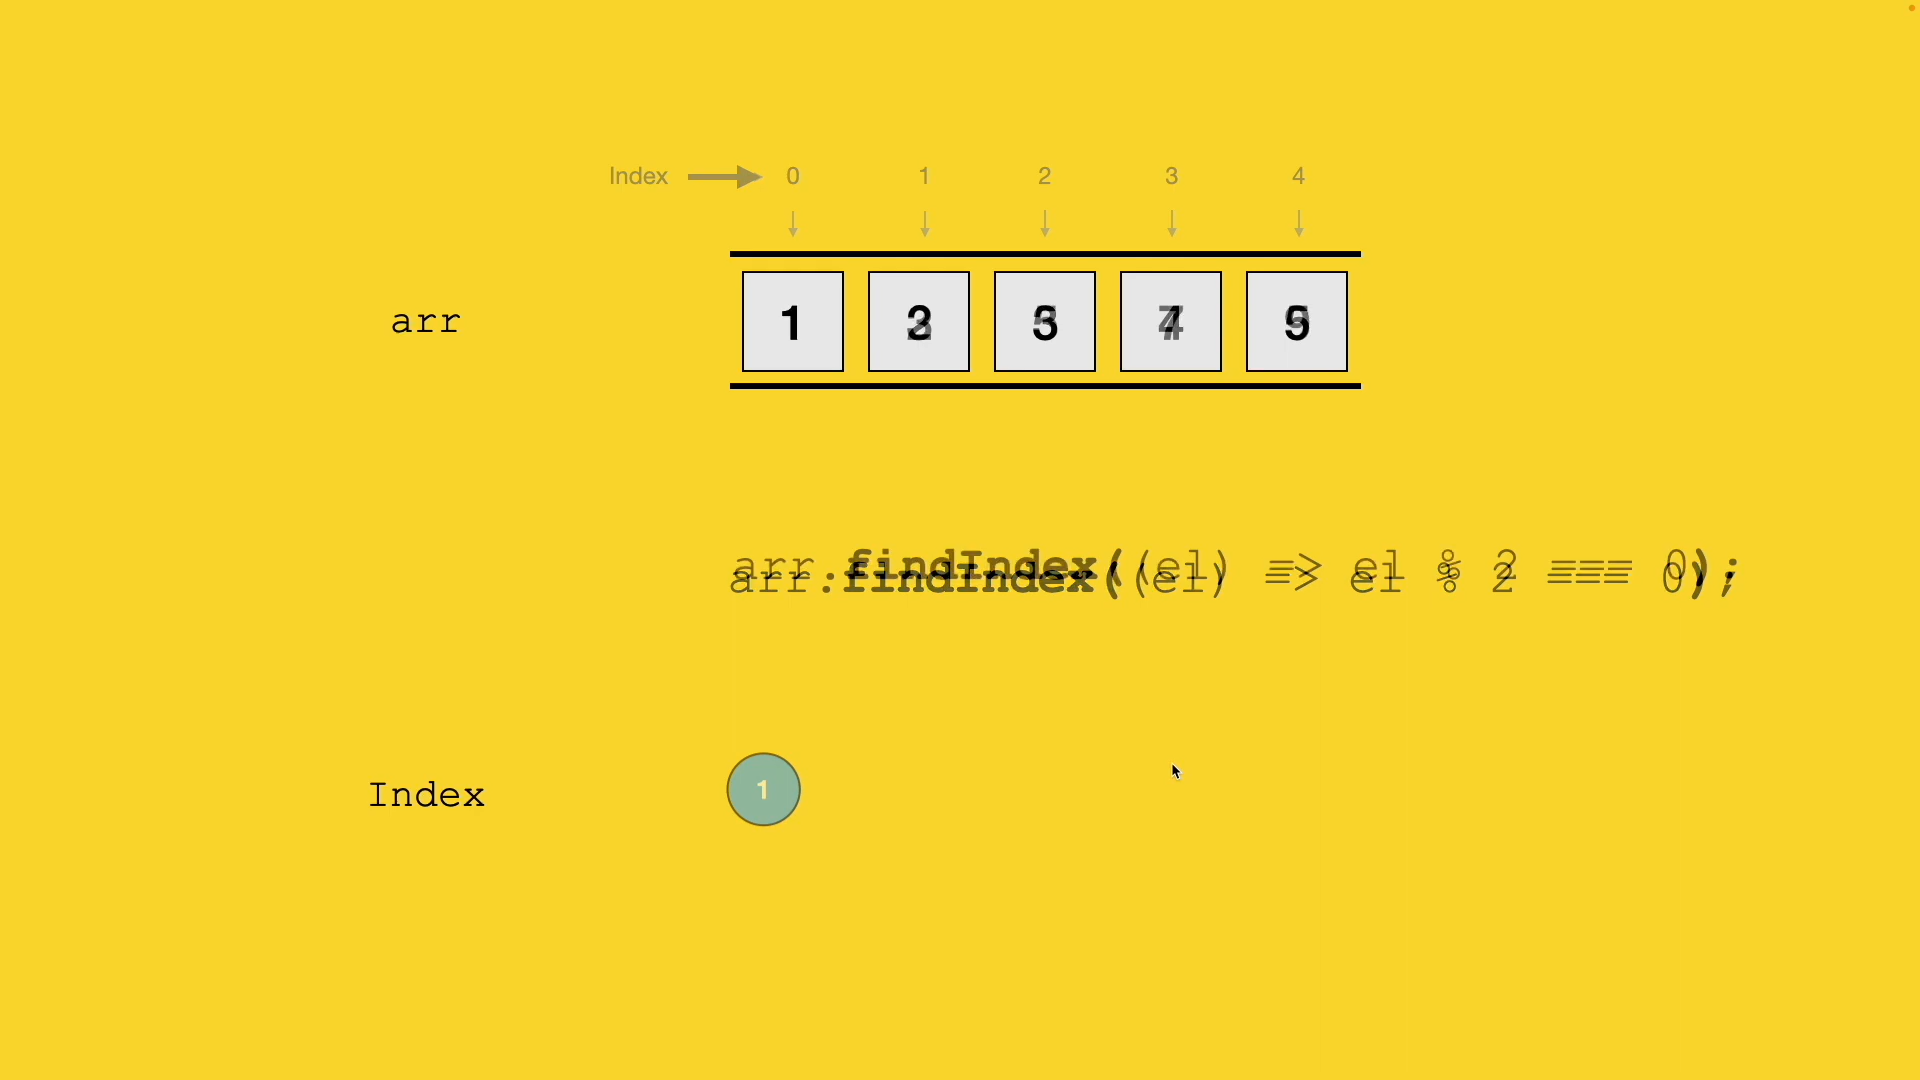 Index 0 1 2 3 4
arr 1
arr.findIndex((el) => el % 2 === 0);
Index 1